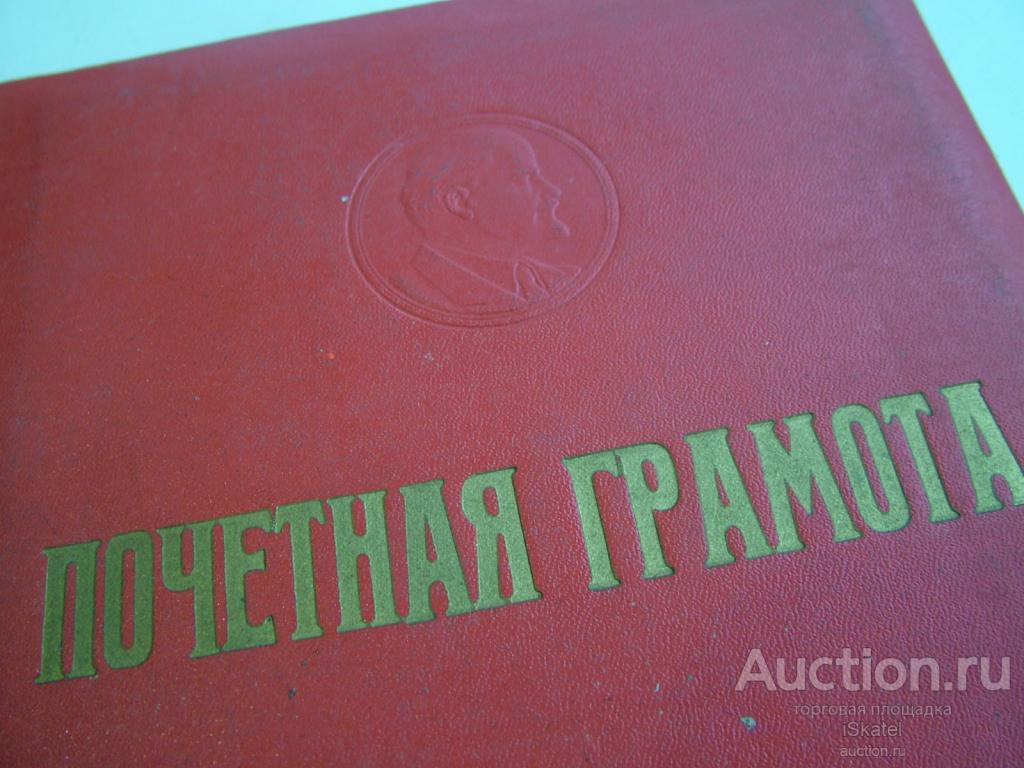 ПОЧЕТНАЯ ГРАМОТА
Auction.ru
торговая площадка
iSkatel
auction.ru